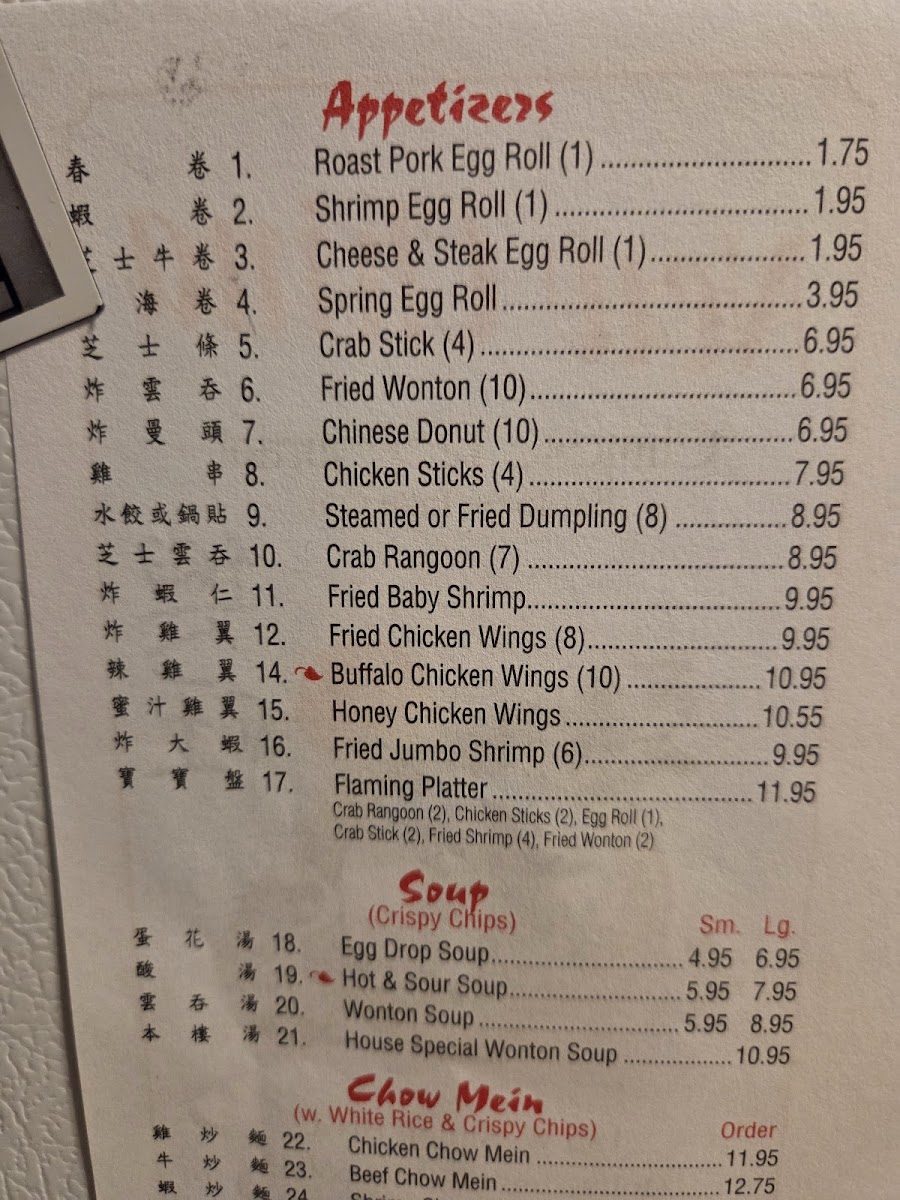 Appetizers
春 卷 1. Roast Pork Egg Roll (1) 1.75
蝦 卷 2. Shrimp Egg Roll (1) 1.95
士牛卷 3. Cheese & Steak Egg Roll (1) 1.95
海卷 4. Spring Egg Roll 3.95
芝士條 5. Crab Stick (4) 6.95
炸雲吞 6. Fried Wonton (10) 6.95
炸曼頭 7. Chinese Donut (10) 6.95
雞串 8. Chicken Sticks (4) 7.95
水餃或鍋貼 9. Steamed or Fried Dumpling (8) 8.95
芝士雲吞 10. Crab Rangoon (7) 8.95
炸蝦仁 11. Fried Baby Shrimp 9.95
炸雞翼 12. Fried Chicken Wings (8) 9.95
辣雞翼 14. Buffalo Chicken Wings (10) 10.95
蜜汁雞翼 15. Honey Chicken Wings 10.55
炸大蝦 16. Fried Jumbo Shrimp (6) 9.95
寶寶盤 17. Flaming Platter 11.95
Crab Rangoon (2), Chicken Sticks (2), Egg Roll (1),
Crab Stick (2), Fried Shrimp (4), Fried Wonton (2)
Soup
(Crispy Chips) Sm. Lg.
蛋花湯 18. Egg Drop Soup 4.95 6.95
酸湯 19. Hot & Sour Soup 5.95 7.95
雲吞湯 20. Wonton Soup 5.95 8.95
本樓湯 21. House Special Wonton Soup 10.95
Chow Mein
(w. White Rice & Crispy Chips) Order
雞炒麵 22. Chicken Chow Mein 11.95
牛炒麵 23. Beef Chow Mein 12.75
蝦炒麵 24.